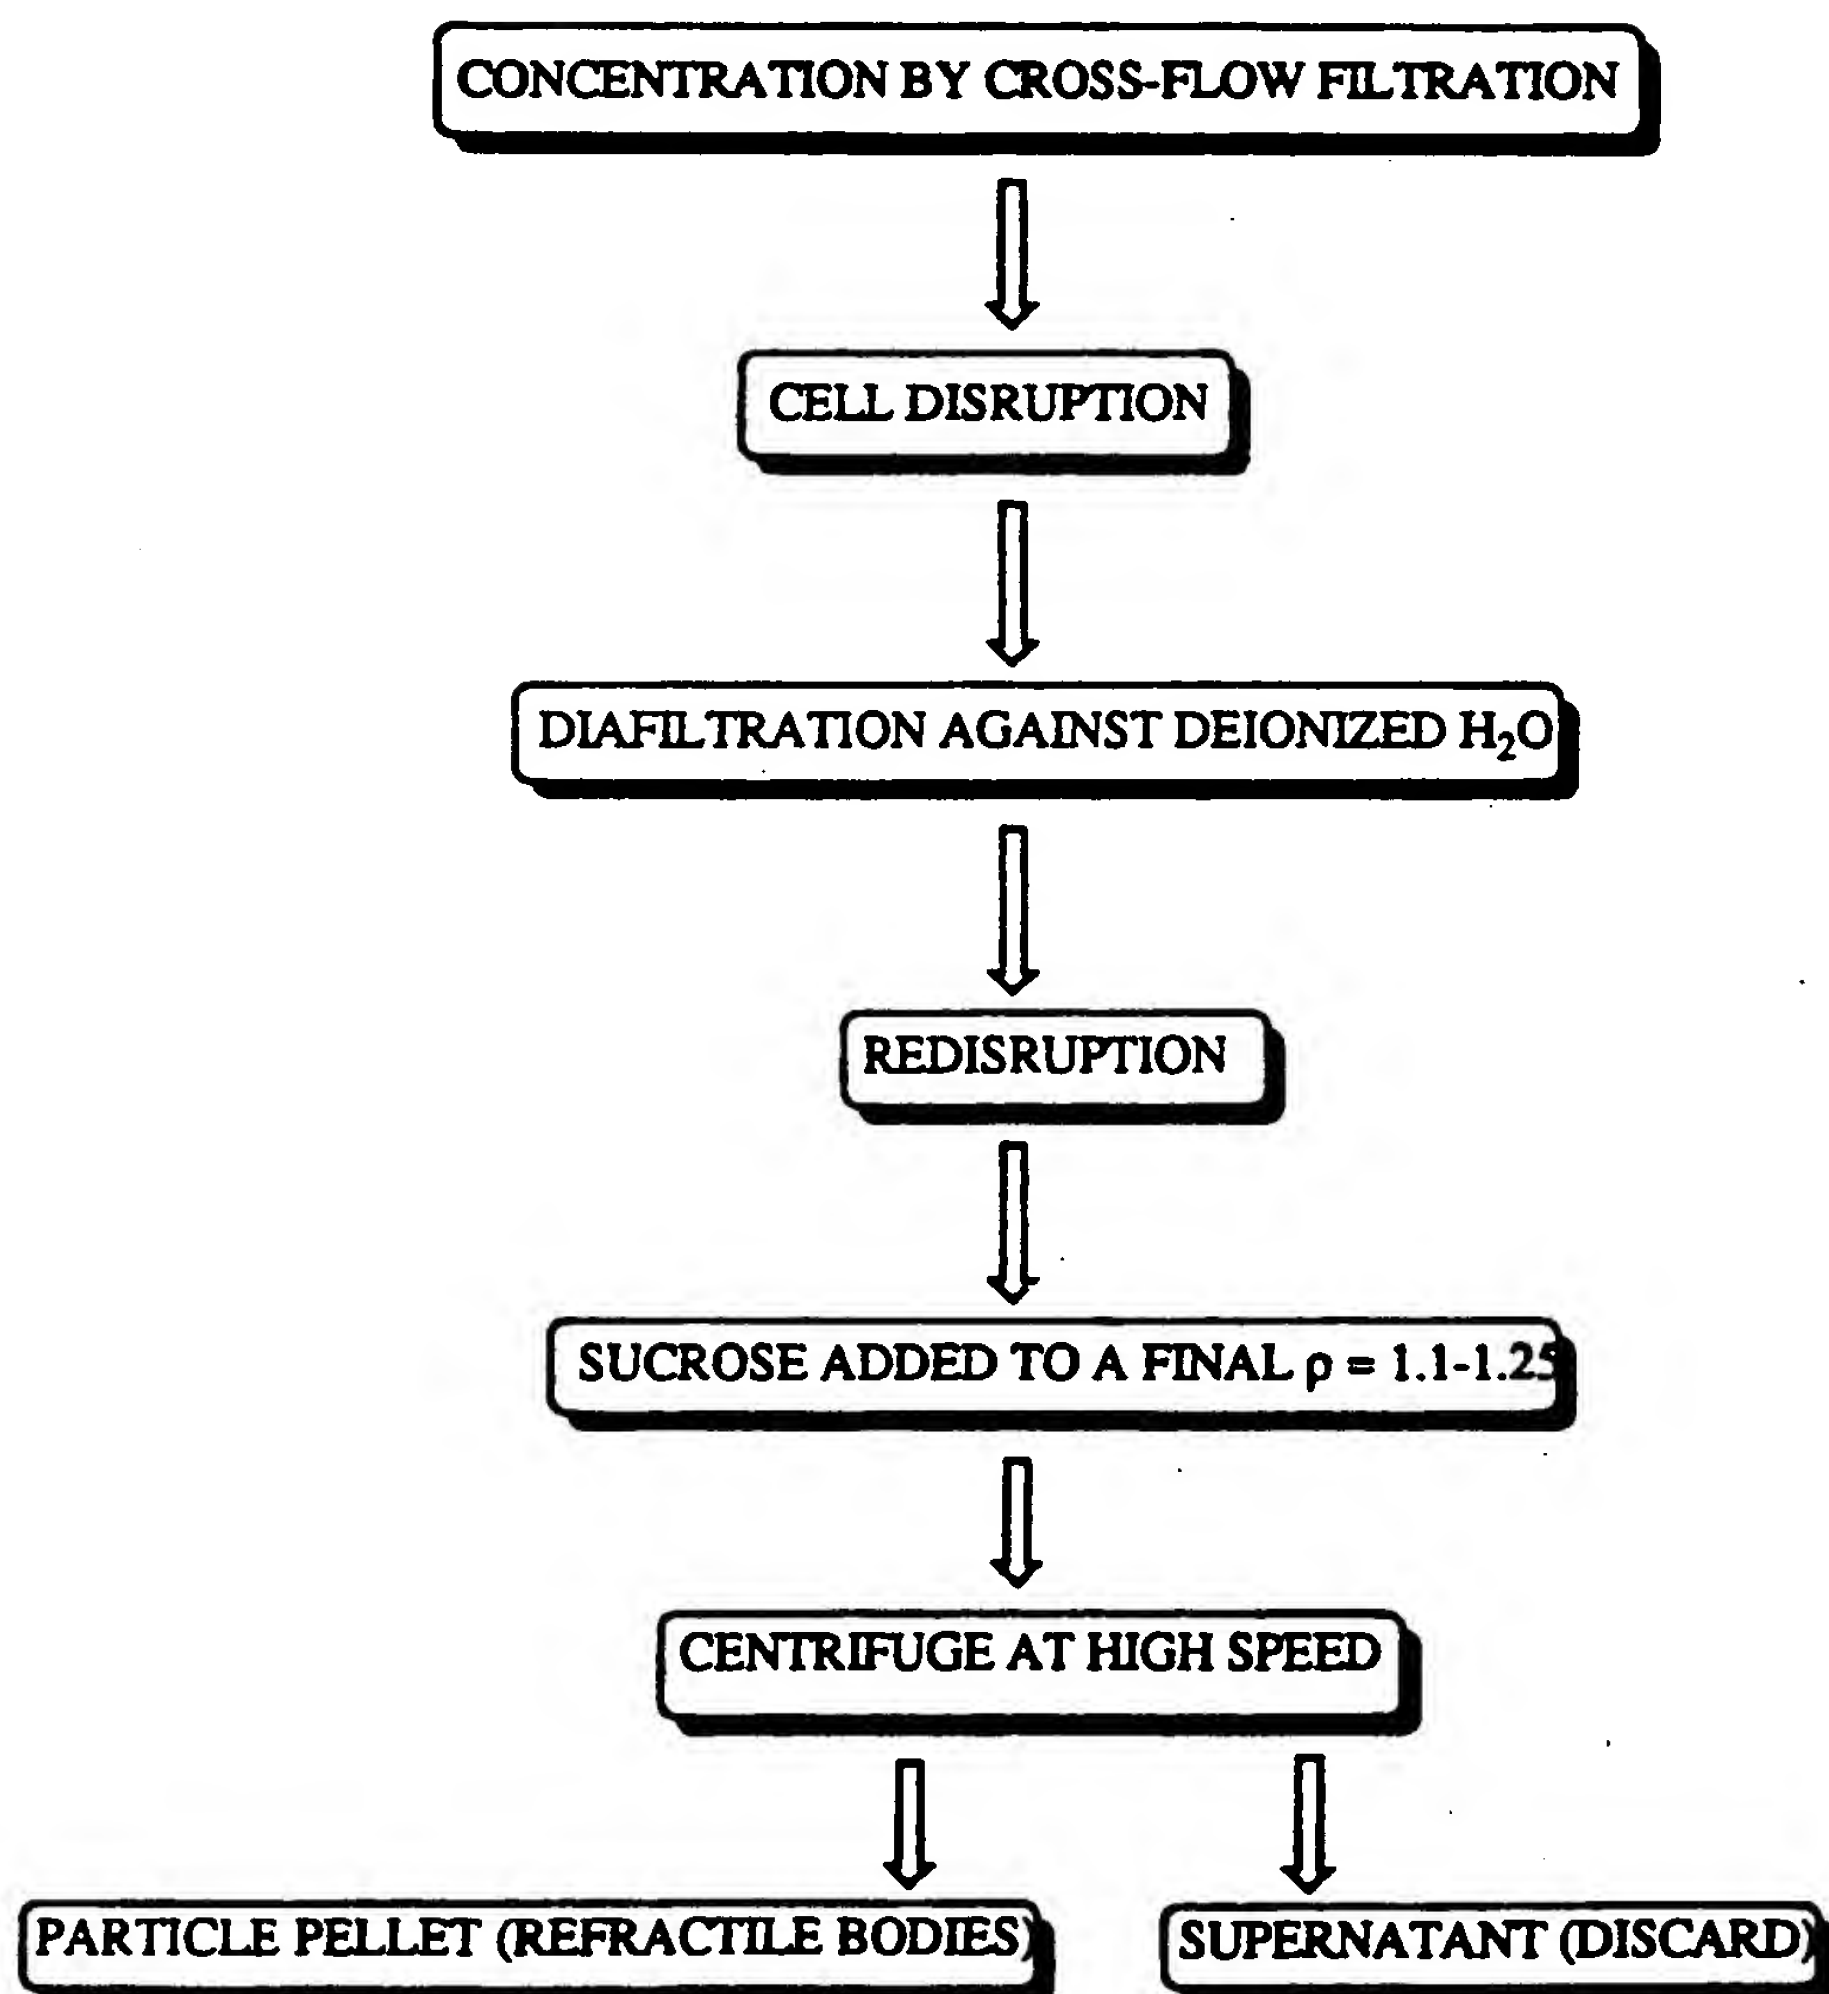 CONCENTRATION BY CROSS-FLOW FILTRATION
CELL DISRUPTION
DIAFILTRATION AGAINST DEIONIZED H₂O
REDISRUPTION
SUCROSE ADDED TO A FINAL ρ = 1.1-1.25
CENTRIFUGE AT HIGH SPEED
PARTICLE PELLET (REFRACTILE BODIES)
SUPERNATANT (DISCARD)